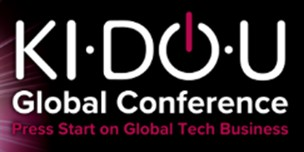 KI·DO·U
Global Conference
Press Start on Global Tech Business